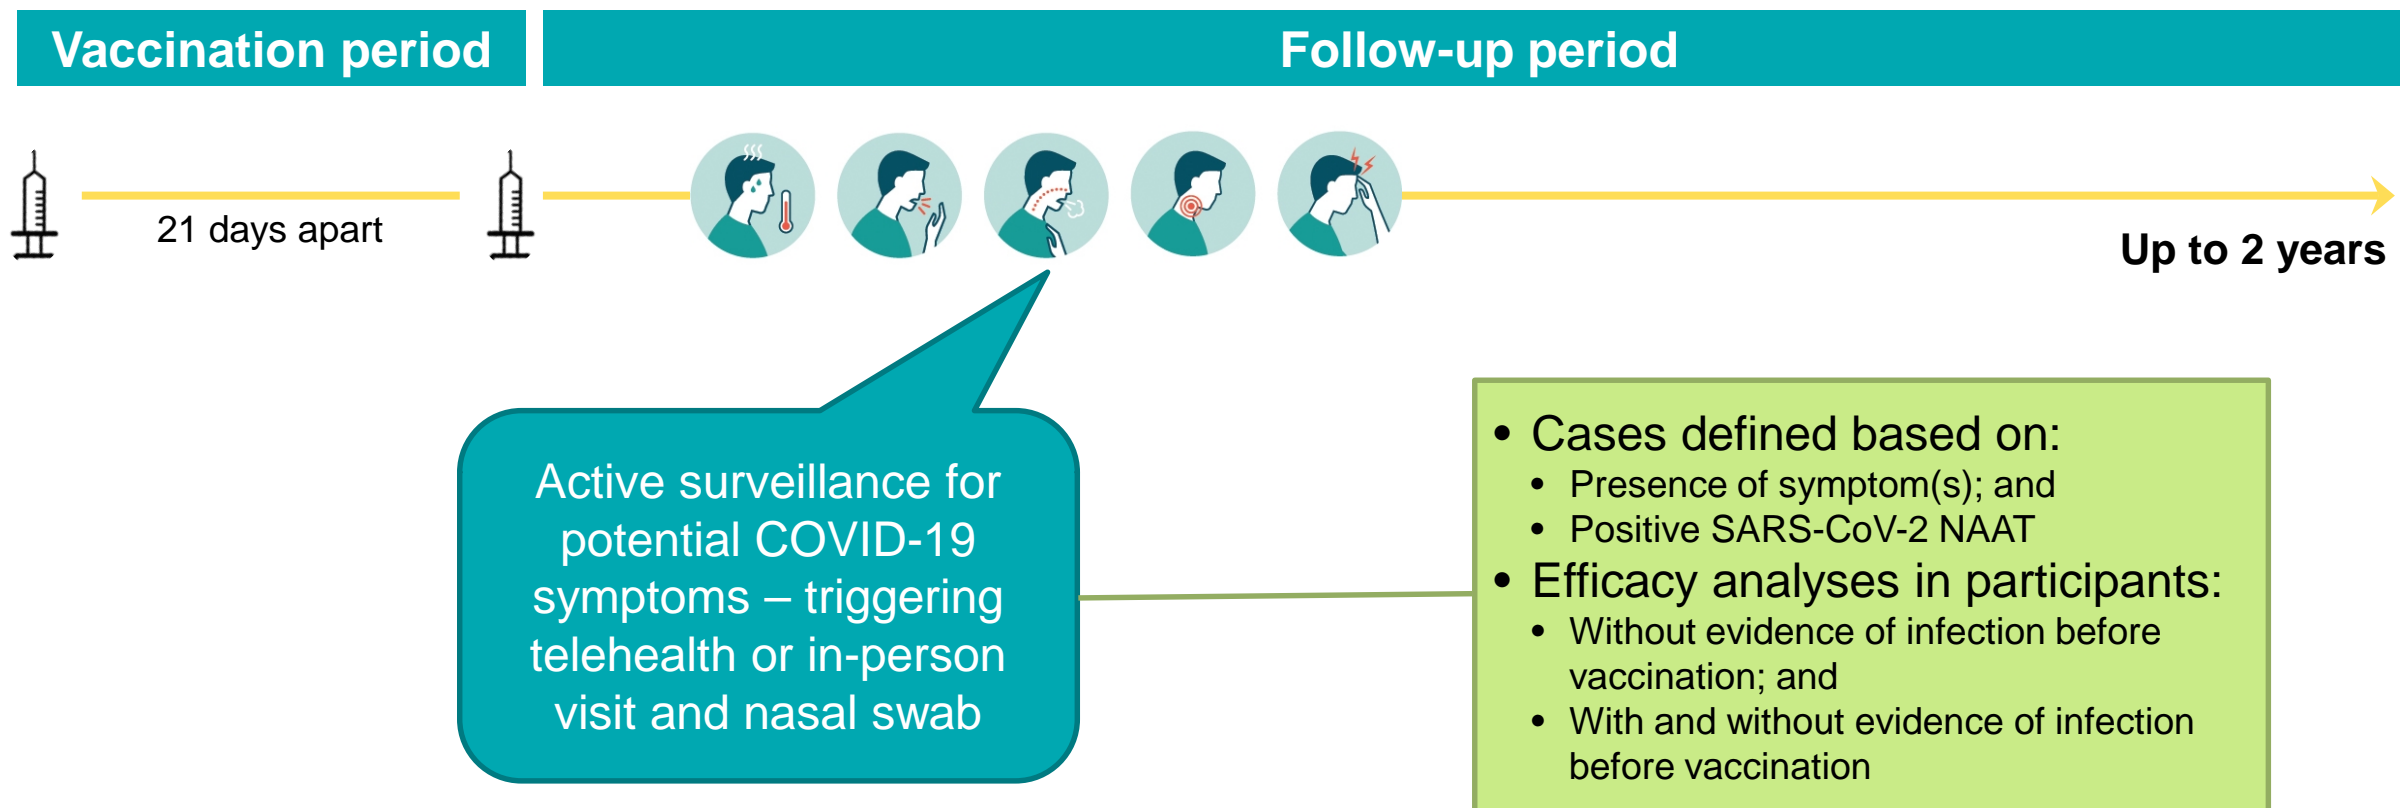 Vaccination period
Follow-up period
21 days apart
Up to 2 years
Active surveillance for
potential COVID-19
symptoms – triggering
telehealth or in-person
visit and nasal swab
• Cases defined based on:
• Presence of symptom(s); and
• Positive SARS-CoV-2 NAAT
• Efficacy analyses in participants:
• Without evidence of infection before
vaccination; and
• With and without evidence of infection
before vaccination